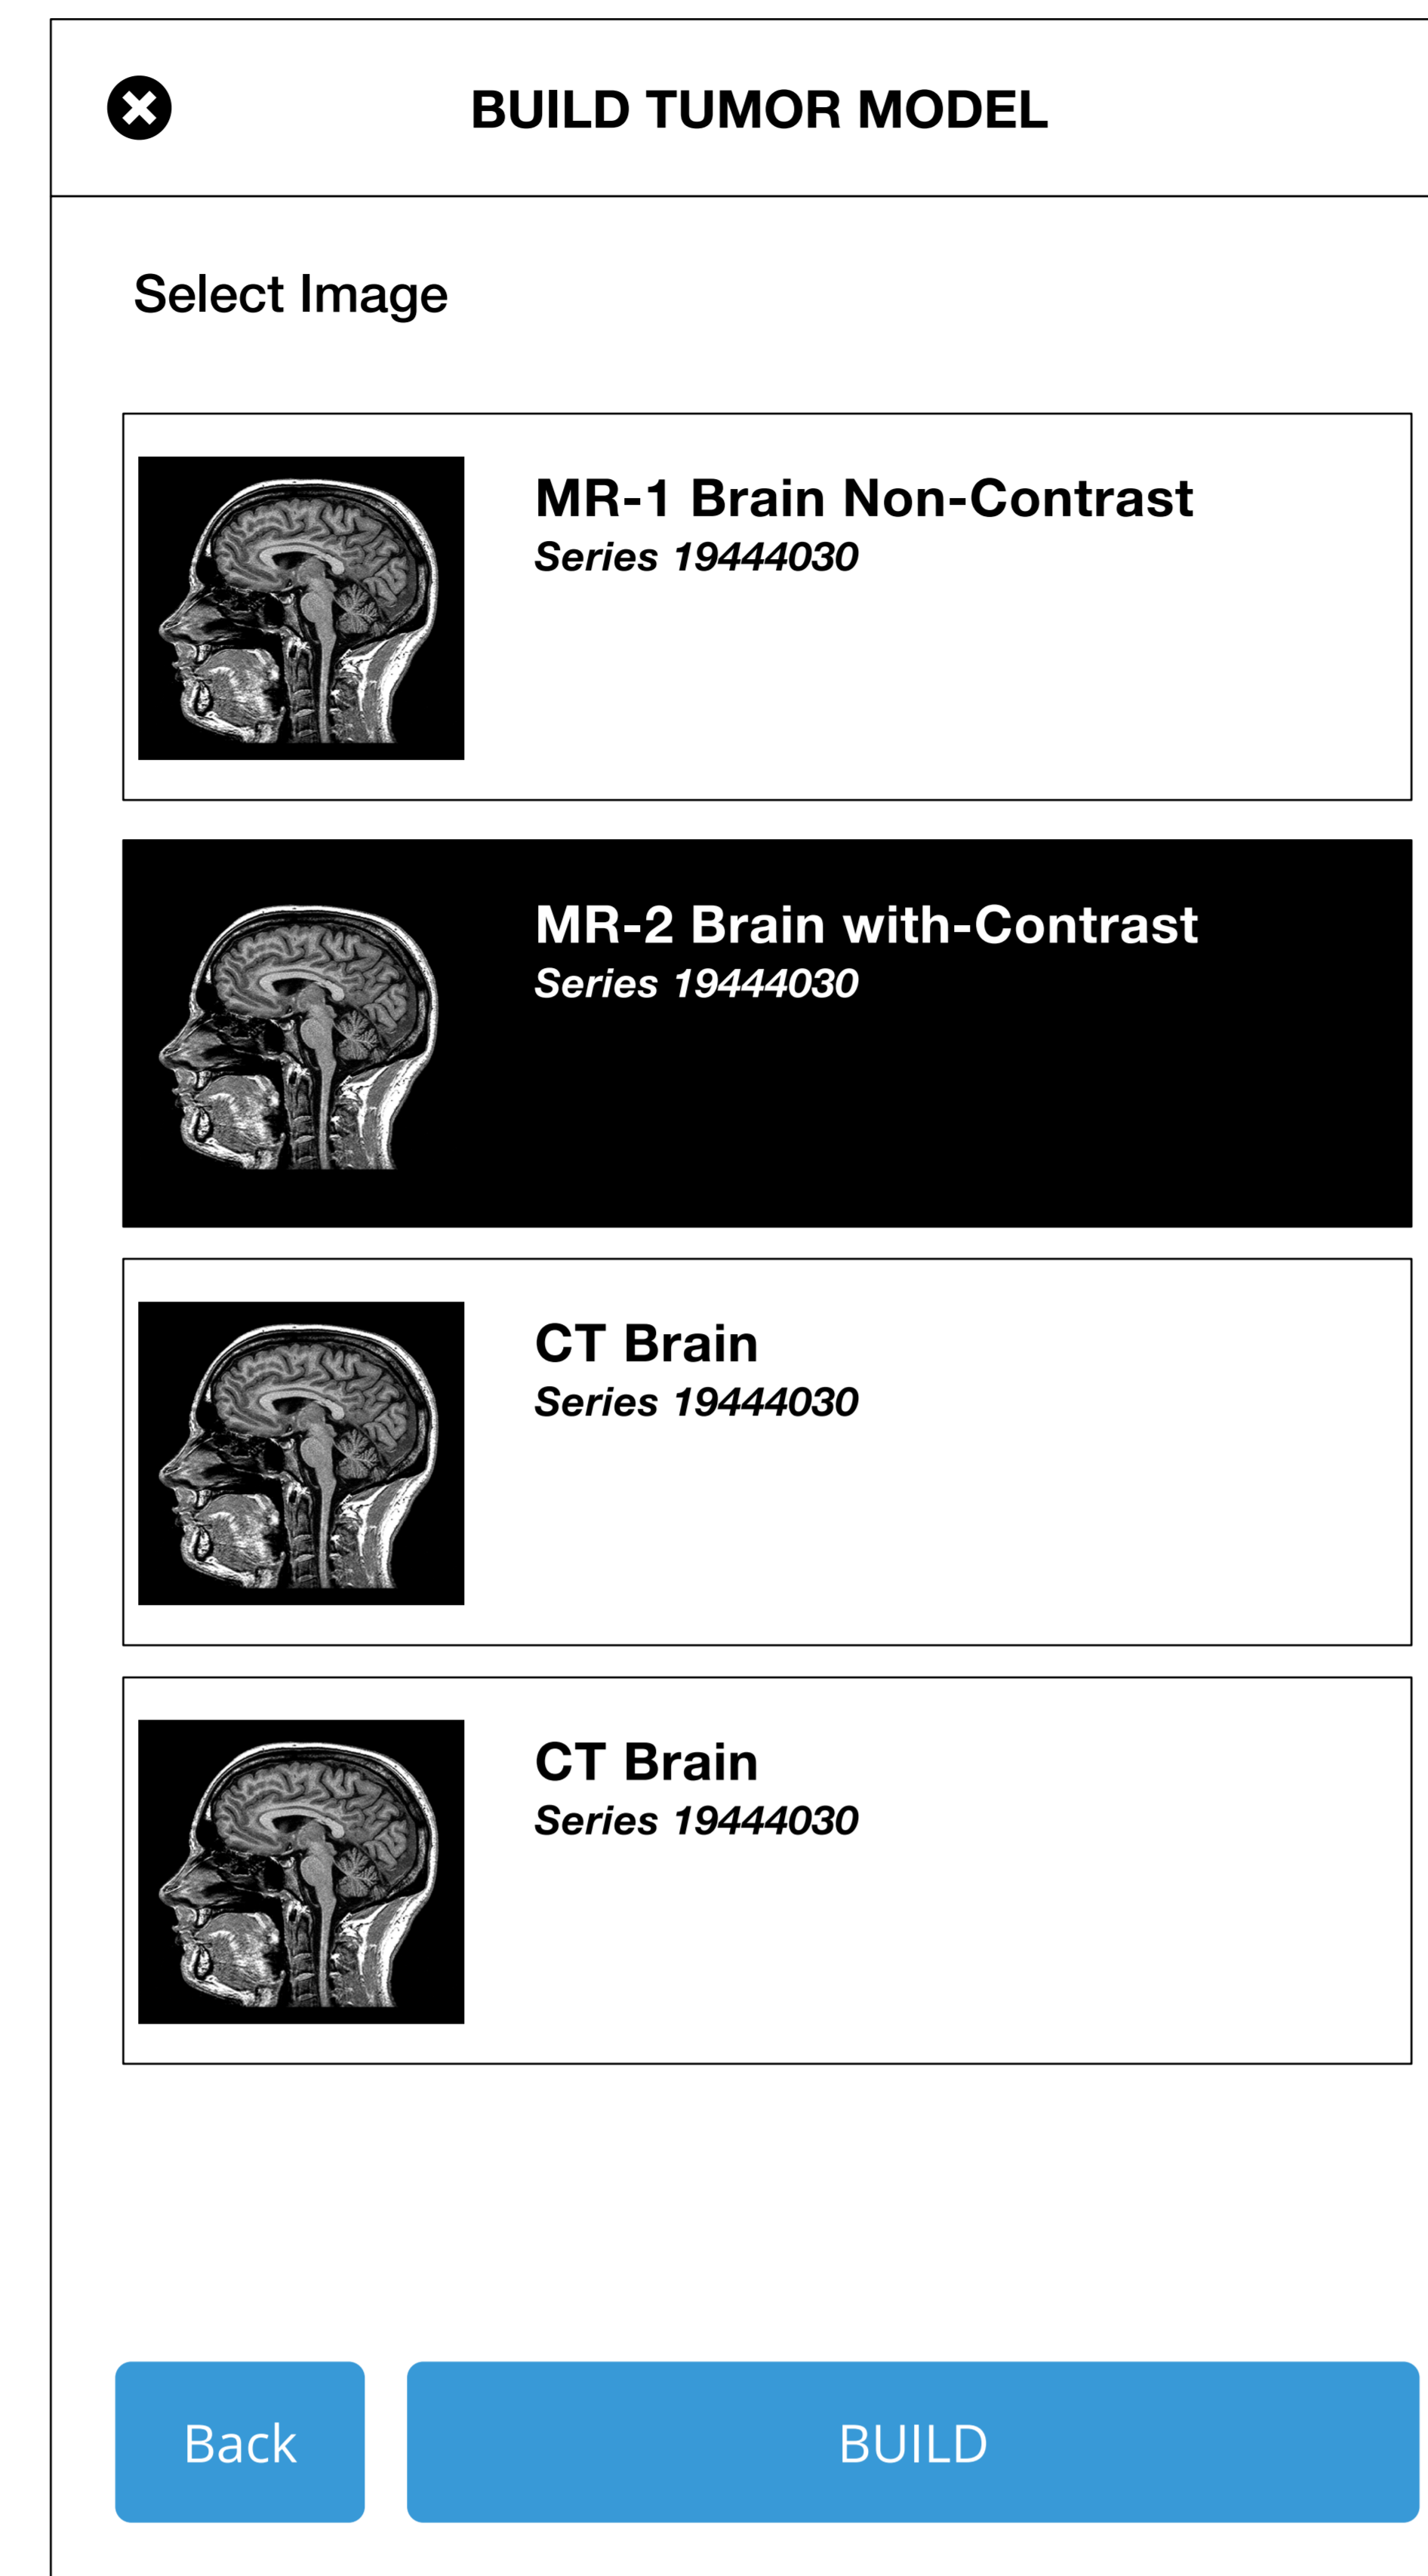 BUILD TUMOR MODEL
Select Image
MR-1 Brain Non-Contrast
Series 19444030
MR-2 Brain with-Contrast
Series 19444030
CT Brain
Series 19444030
CT Brain
Series 19444030
Back
BUILD